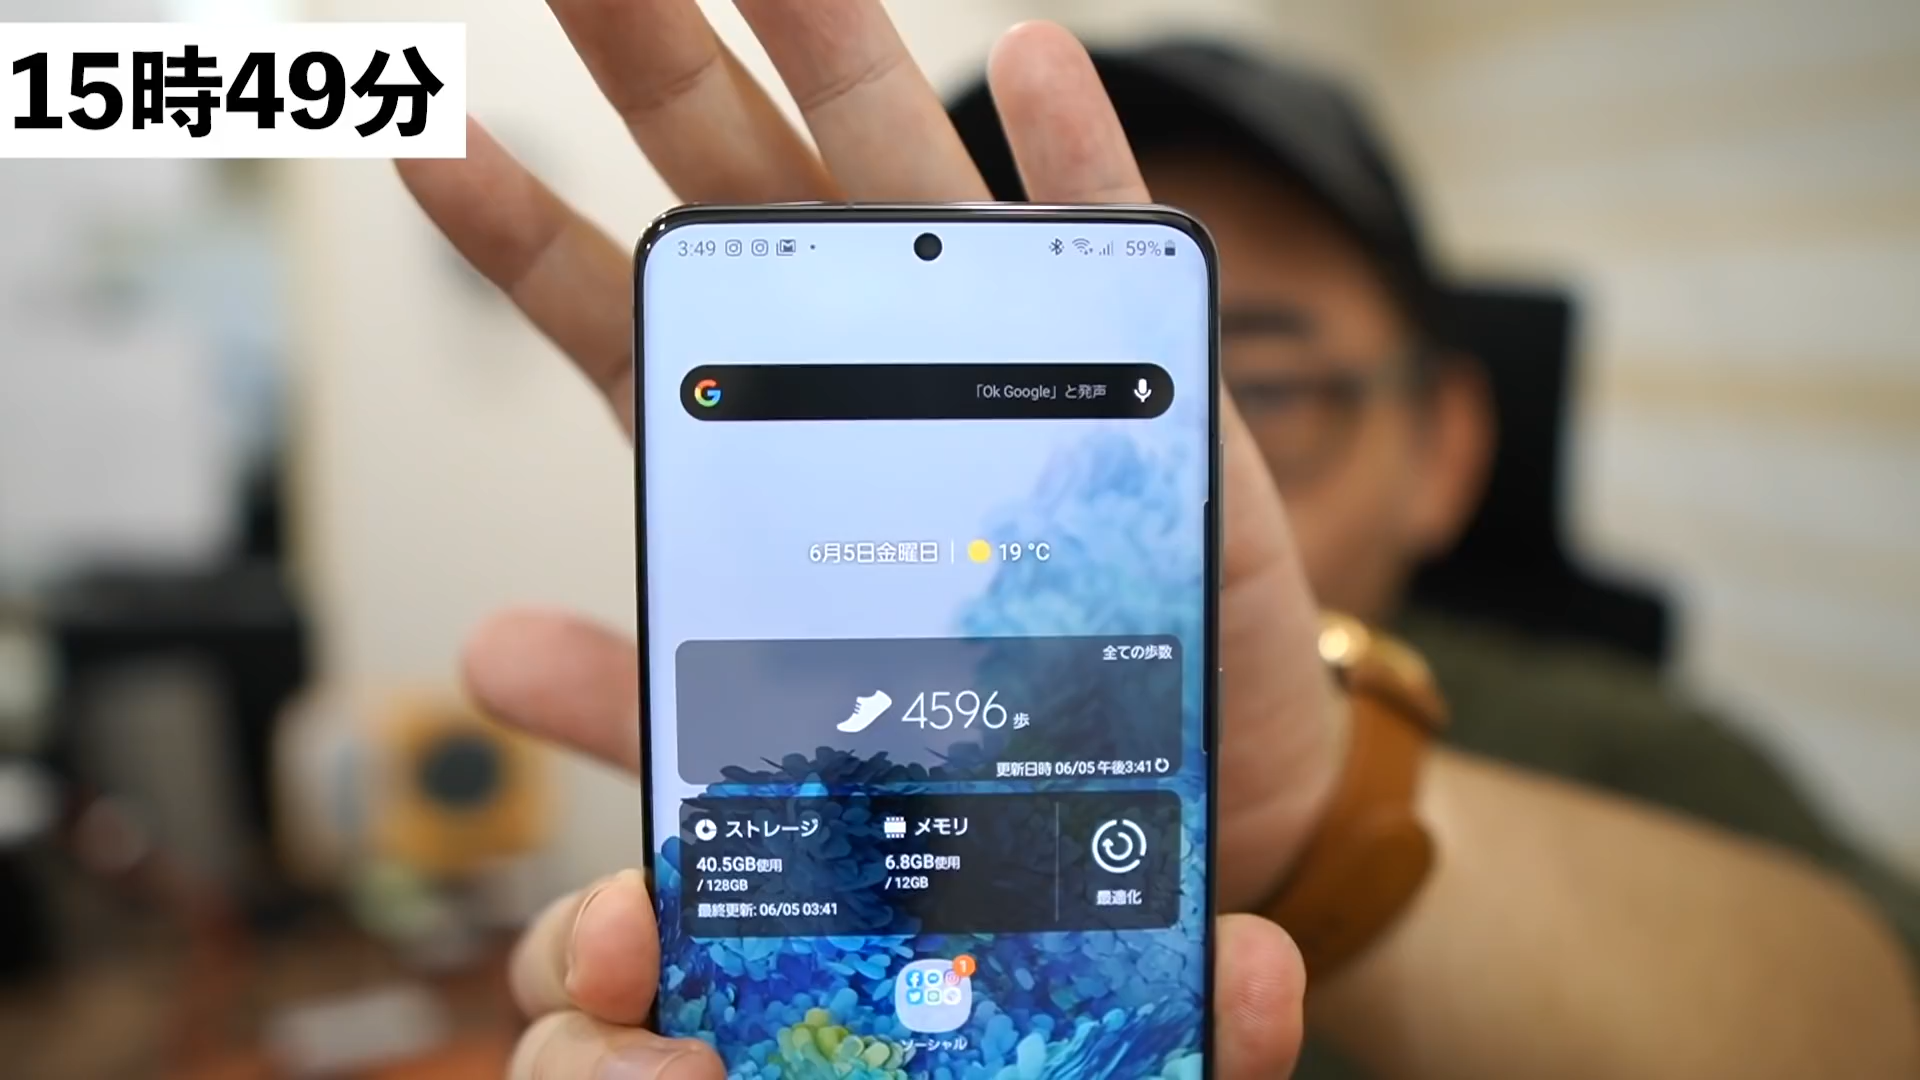 15時49分
3:49
59%
「Ok Google」と発声
6月5日金曜日 | 19 °C
全ての歩数
4596 歩
更新日時 06/05 午後3:41
ストレージ
40.5GB使用
/ 128GB
最終更新: 06/05 03:41
メモリ
6.8GB使用
/ 12GB
最適化
1
ソーシャル